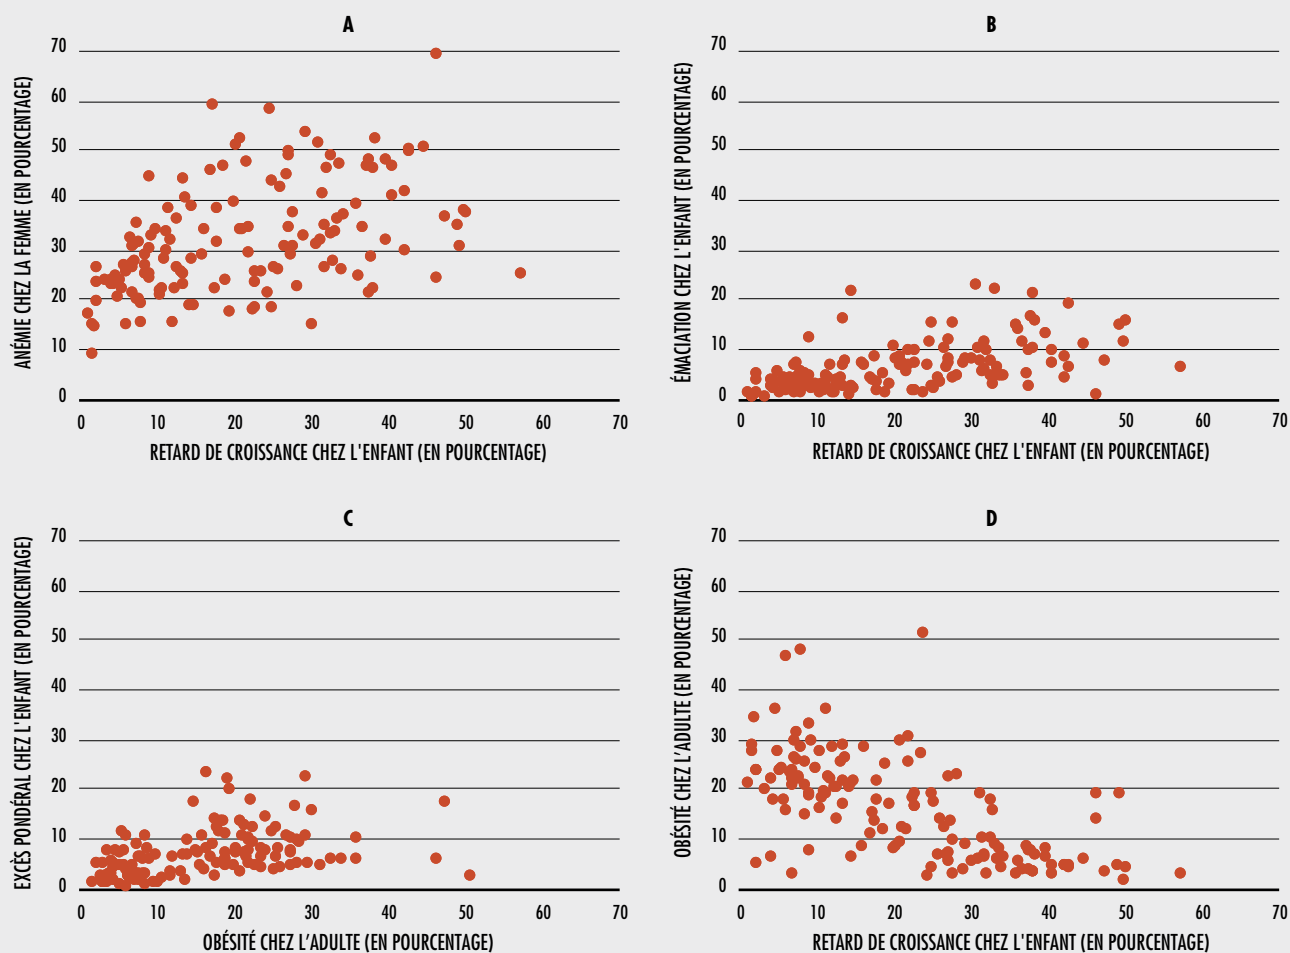 A
ANÉMIE CHEZ LA FEMME (EN POURCENTAGE)
70
60
50
40
30
20
10
0
0 10 20 30 40 50 60 70
RETARD DE CROISSANCE CHEZ L'ENFANT (EN POURCENTAGE)
B
ÉMACIATION CHEZ L'ENFANT (EN POURCENTAGE)
70
60
50
40
30
20
10
0
0 10 20 30 40 50 60 70
RETARD DE CROISSANCE CHEZ L'ENFANT (EN POURCENTAGE)
C
EXCÈS PONDÉRAL CHEZ L'ENFANT (EN POURCENTAGE)
70
60
50
40
30
20
10
0
0 10 20 30 40 50 60 70
OBÉSITÉ CHEZ L'ADULTE (EN POURCENTAGE)
D
OBÉSITÉ CHEZ L'ADULTE (EN POURCENTAGE)
70
60
50
40
30
20
10
0
0 10 20 30 40 50 60 70
RETARD DE CROISSANCE CHEZ L'ENFANT (EN POURCENTAGE)